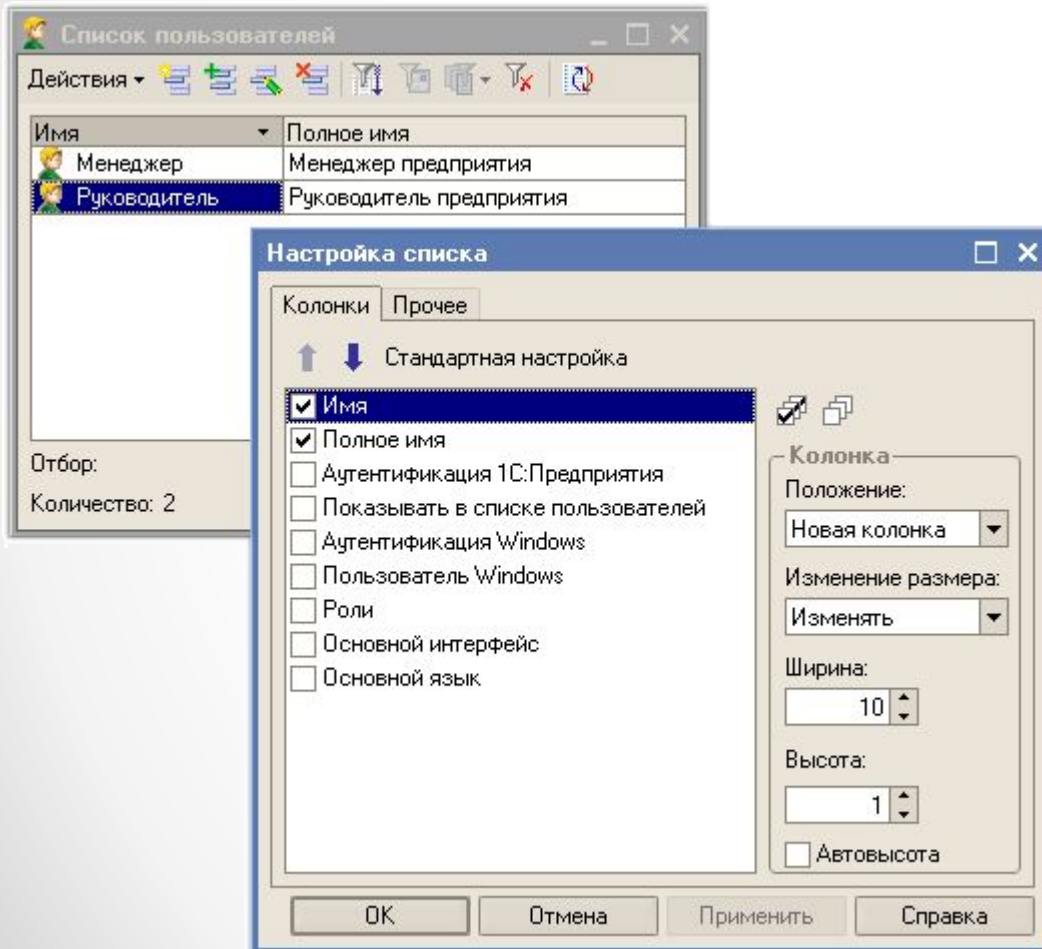 Список пользователей
Действия
Имя Полное имя
Менеджер Менеджер предприятия
Руководитель Руководитель предприятия
Отбор:
Количество: 2
Настройка списка
Колонки Прочее
Стандартная настройка
Имя
Полное имя
Аутентификация 1С:Предприятия
Показывать в списке пользователей
Аутентификация Windows
Пользователь Windows
Роли
Основной интерфейс
Основной язык
Колонка
Положение:
Новая колонка
Изменение размера:
Изменять
Ширина:
10
Высота:
1
Автовысота
ОК Отмена Применить Справка